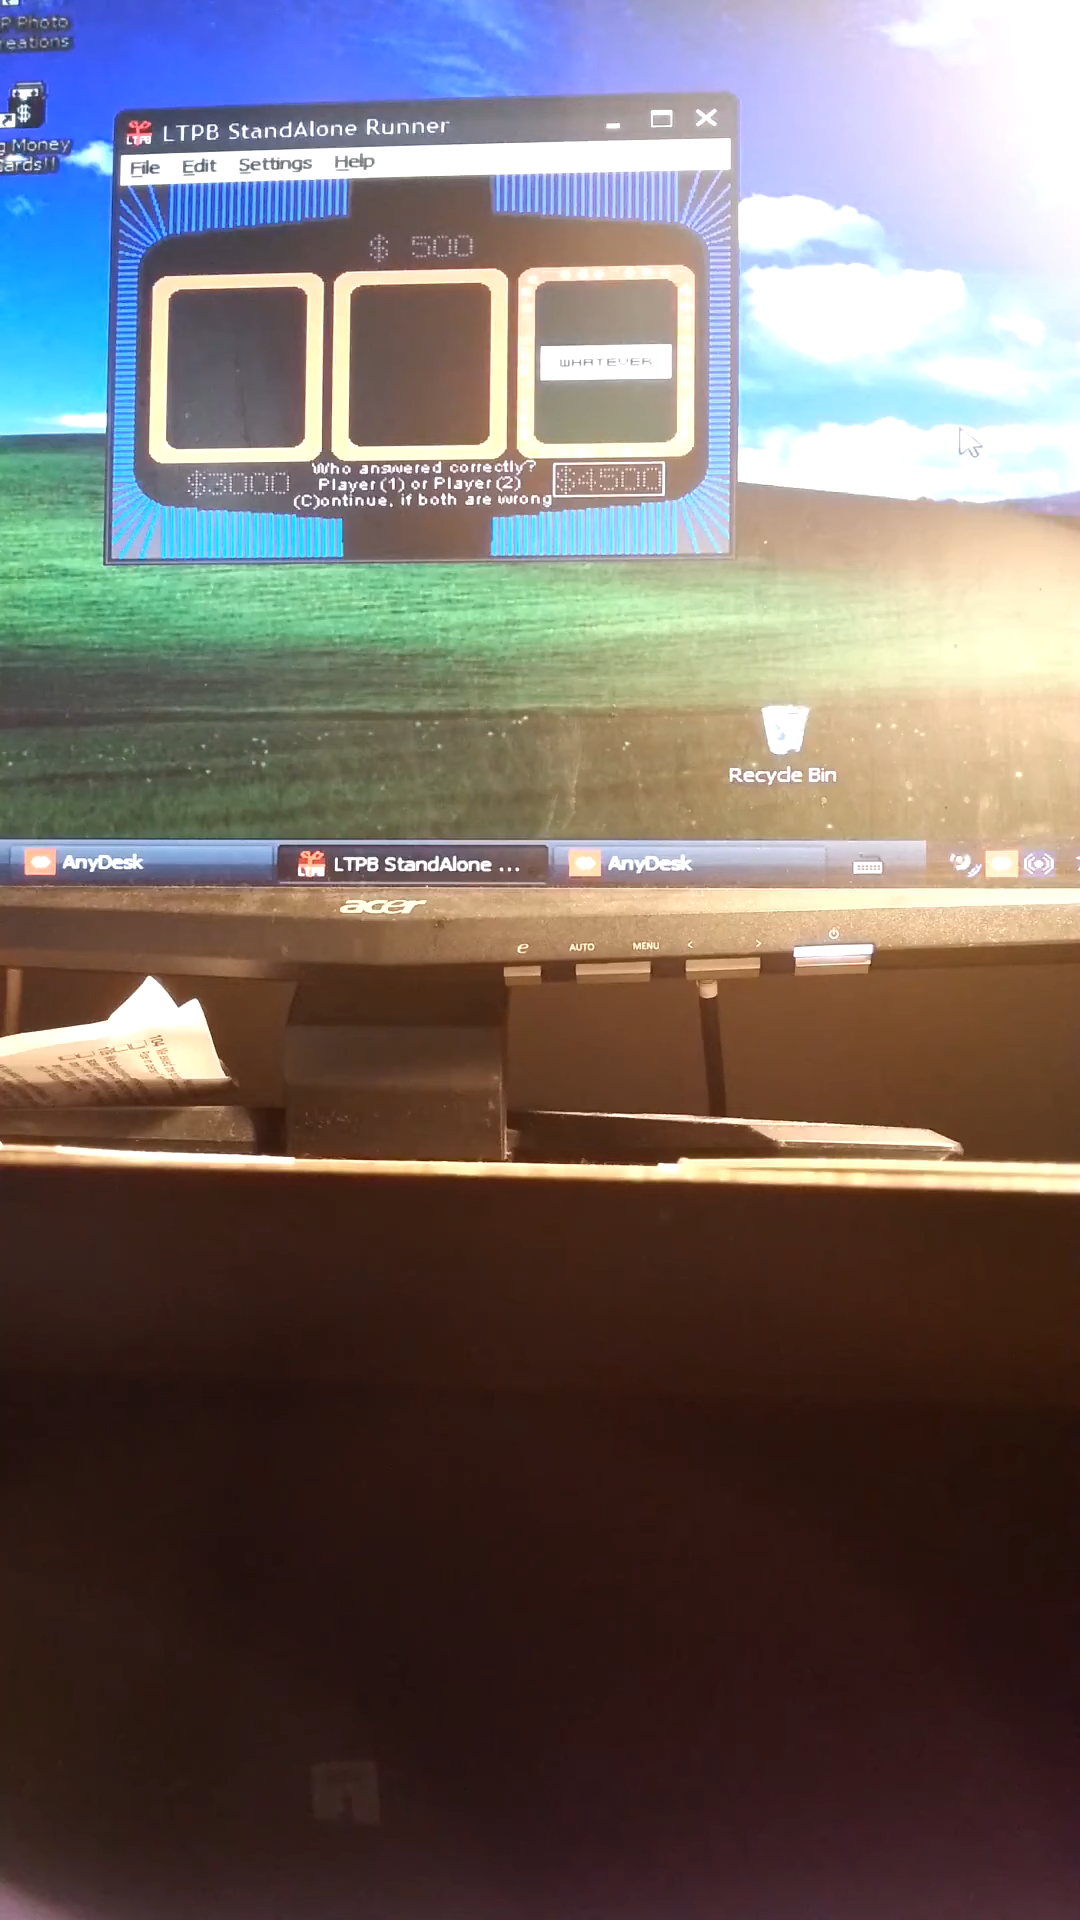 P Photo
reations
g Money
ards!!
LTPB StandAlone Runner
File Edit Settings Help
$ 500
WHATEVER
$3000
Who answered correctly?
Player(1) or Player(2)
(C)ontinue, if both are wrong
$4500
Recycle Bin
AnyDesk
LTPB StandAlone ...
AnyDesk
acer
e AUTO MENU < >